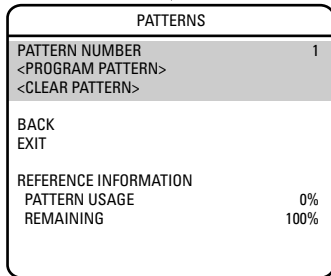 PATTERNS
PATTERN NUMBER 1
<PROGRAM PATTERN>
<CLEAR PATTERN>
BACK
EXIT
REFERENCE INFORMATION
PATTERN USAGE 0%
REMAINING 100%